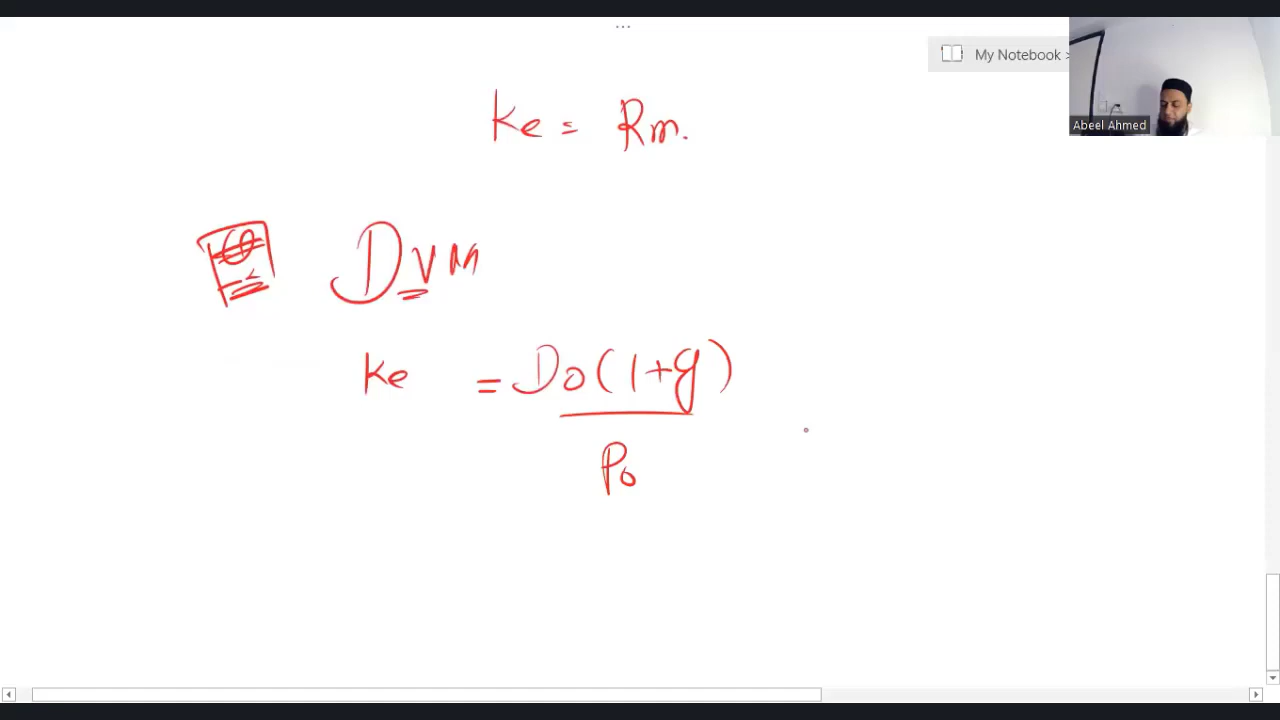 My Notebook >
Abeel Ahmed
Ke = Rm.
DVM
Ke = Do(1+g)
Po